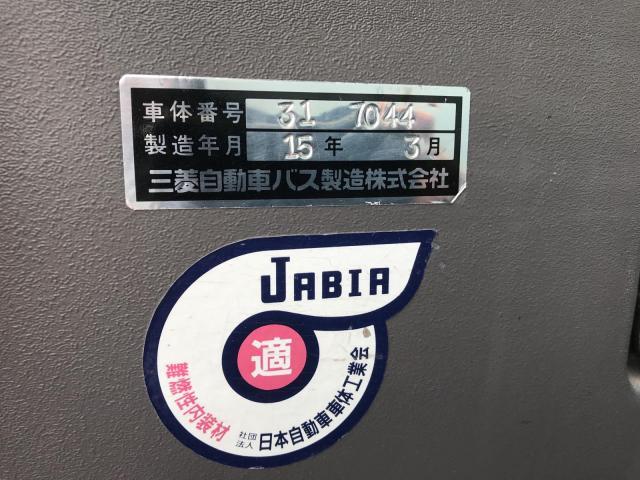 車体番号 31 7044
製造年月 15年 3月
三菱自動車バス製造株式会社
JABIA
適
難燃性内装材
社団法人 日本自動車車体工業会